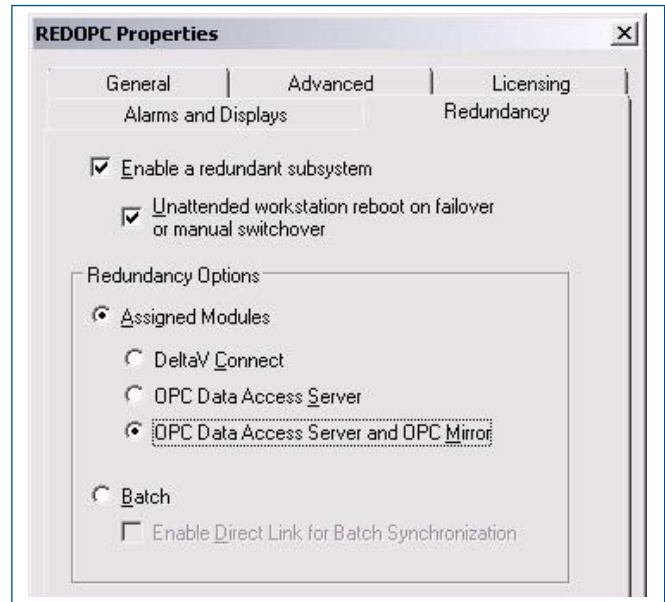 REDOPC Properties
General
Advanced
Licensing
Alarms and Displays
Redundancy
Enable a redundant subsystem
Unattended workstation reboot on failover
or manual switchover
Redundancy Options
Assigned Modules
DeltaV Connect
OPC Data Access Server
OPC Data Access Server and OPC Mirror
Batch
Enable Direct Link for Batch Synchronization